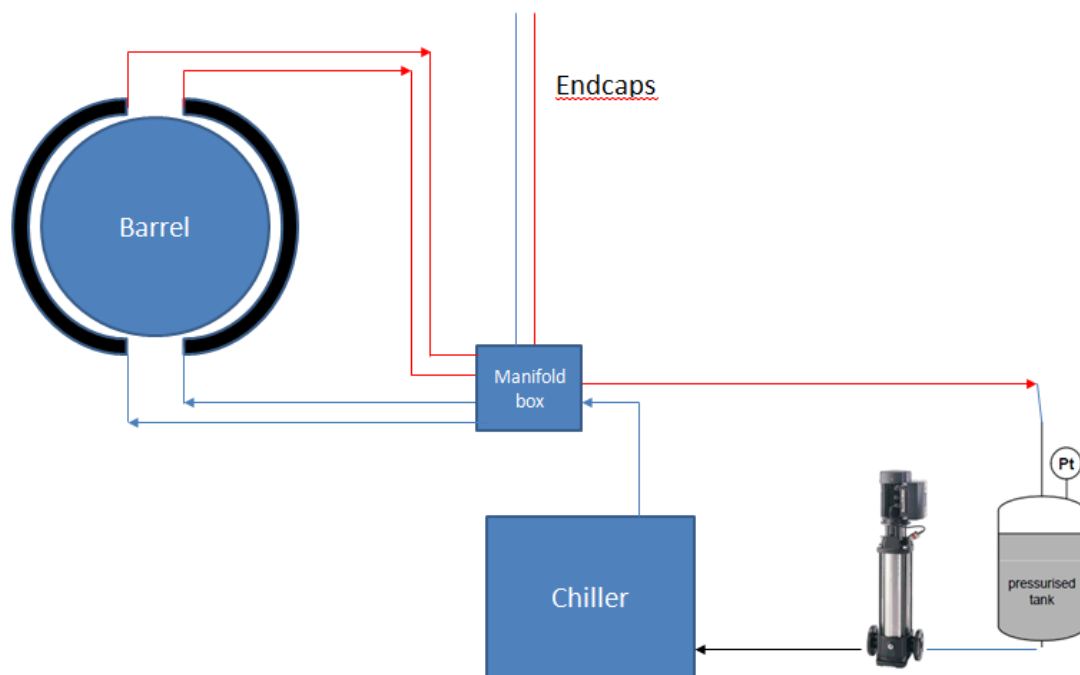 Endcaps
Barrel
Manifold
box
Pt
pressurised
tank
Chiller